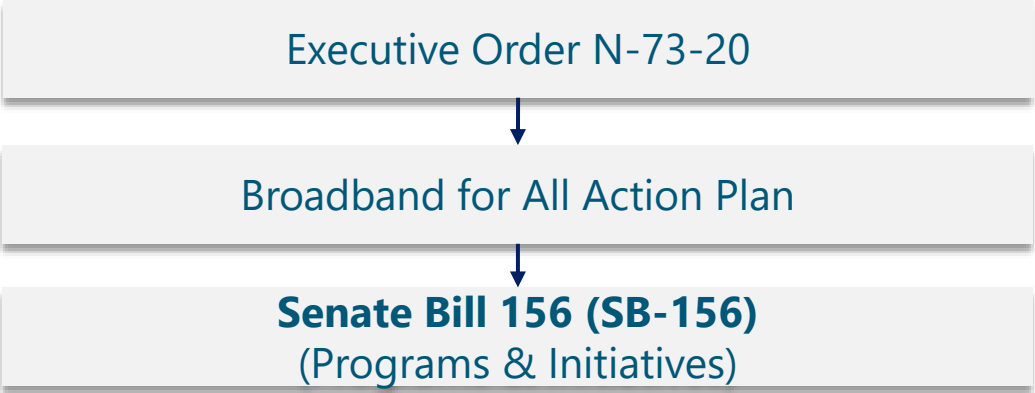 Executive Order N-73-20
Broadband for All Action Plan
Senate Bill 156 (SB-156)
(Programs & Initiatives)